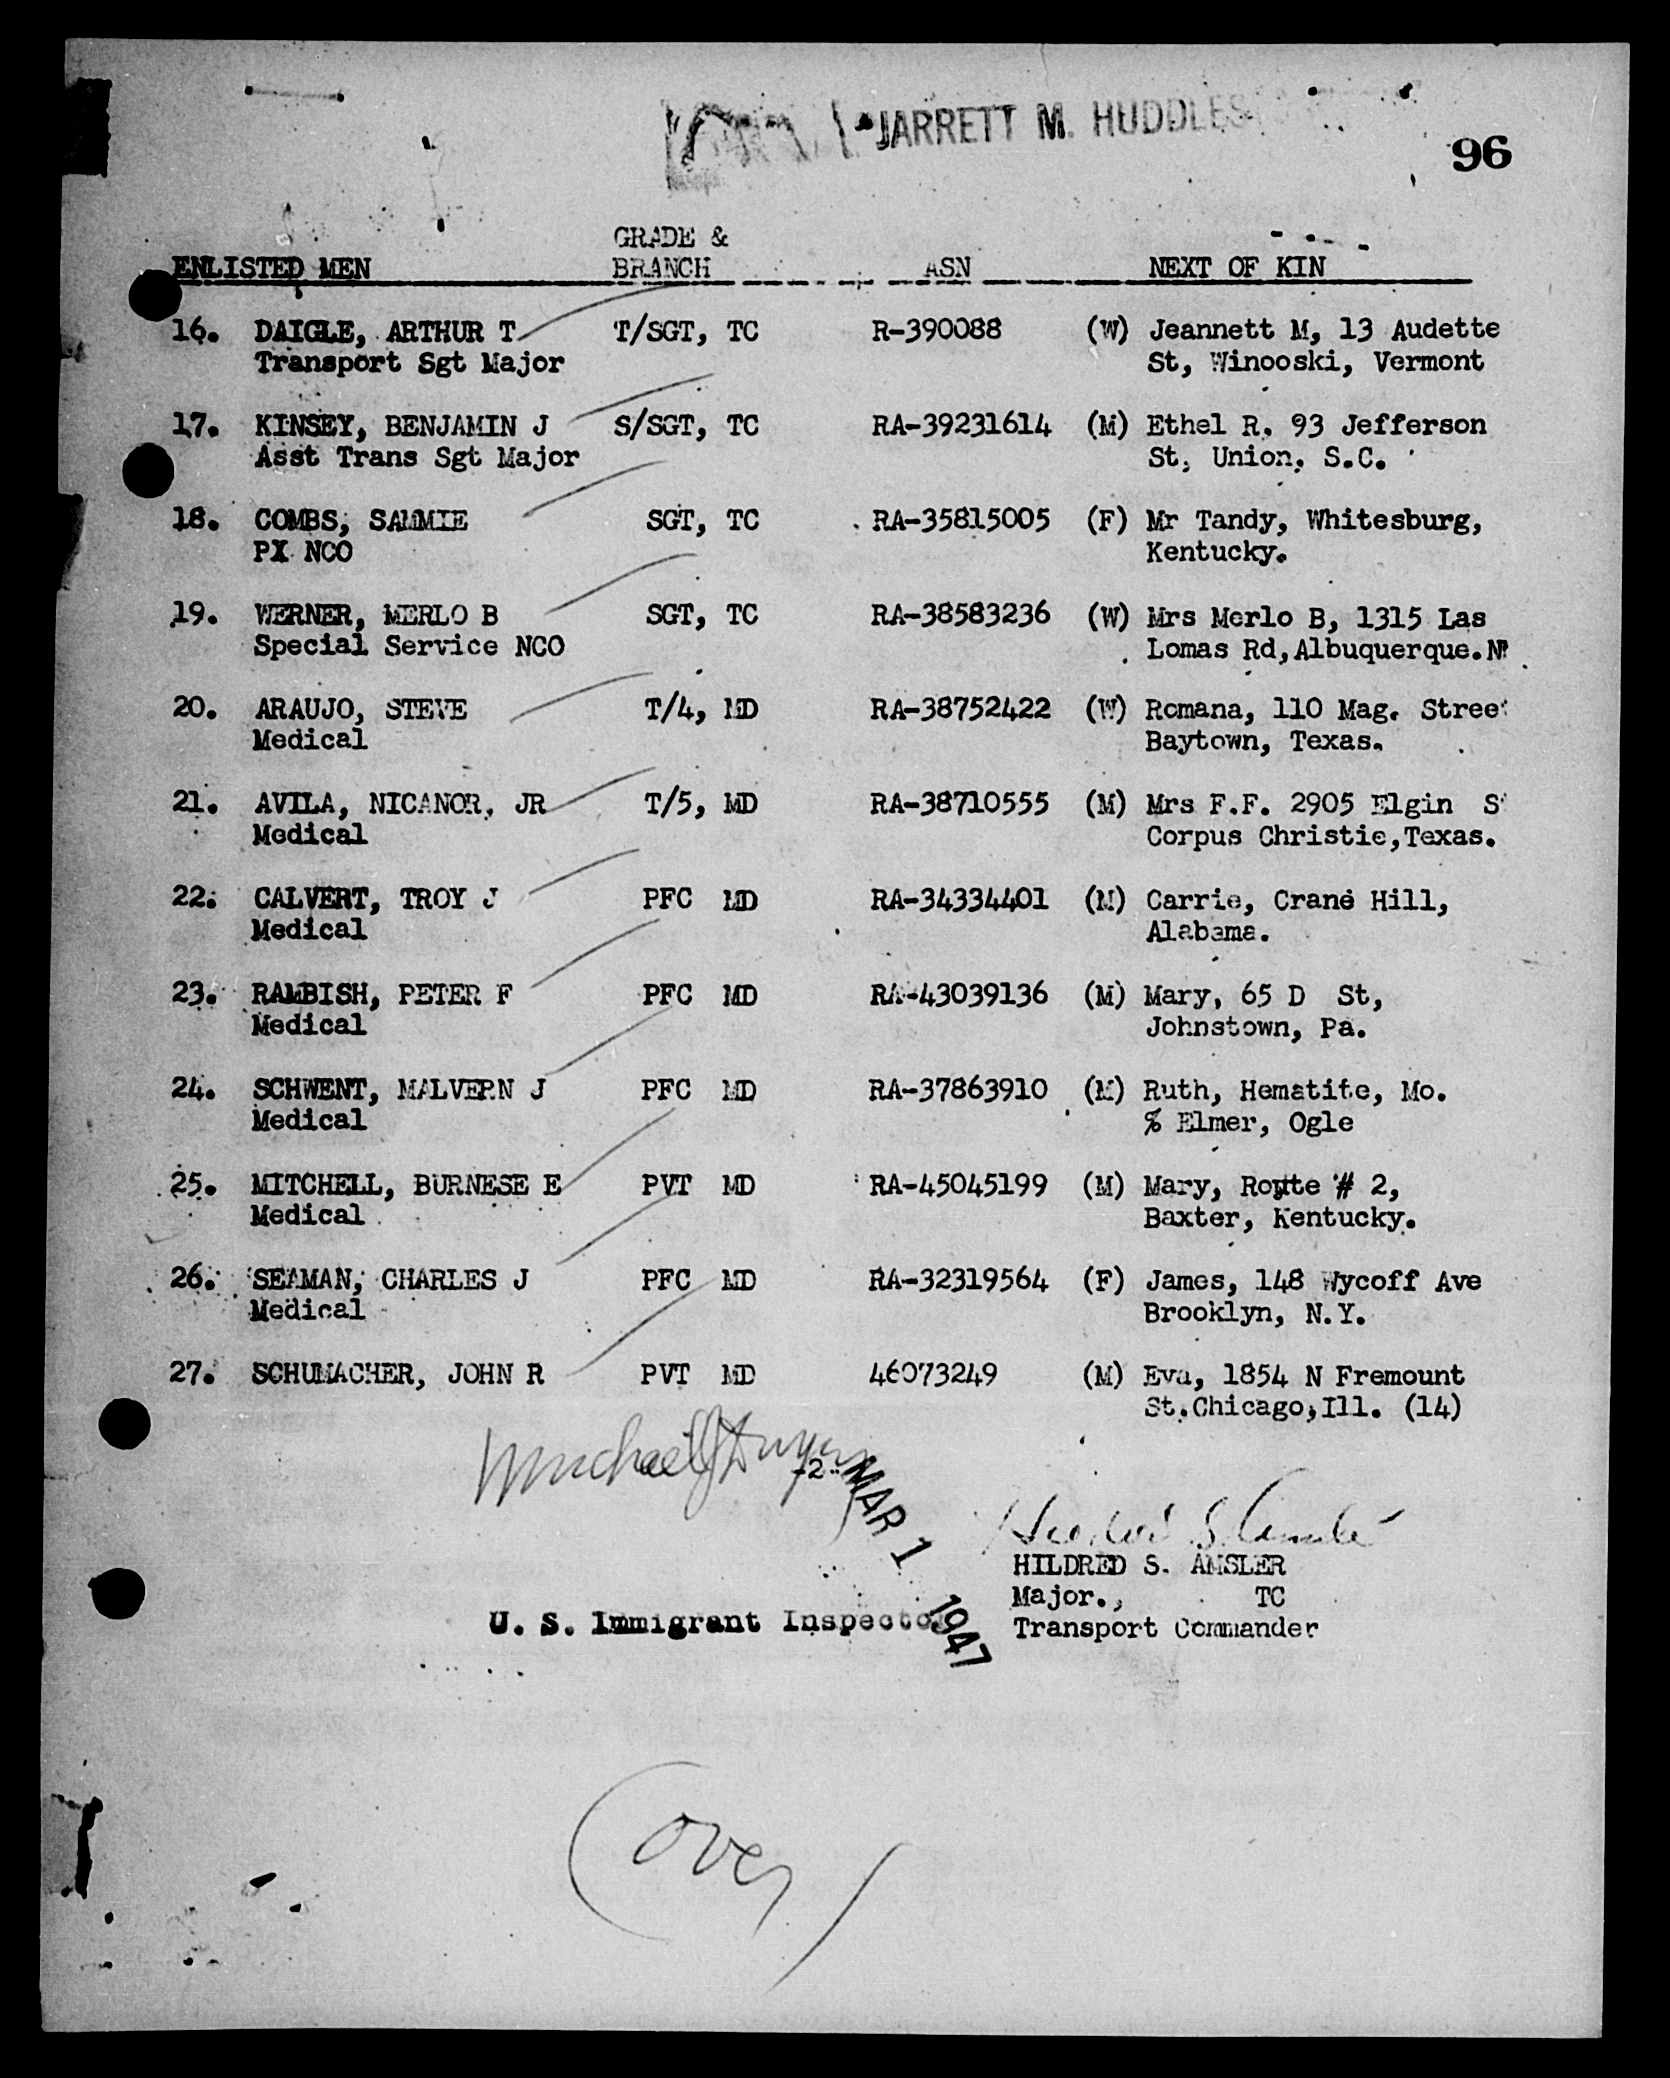 JARRETT M. HUDDLES
96
GRADE &
ENLISTED MEN BRANCH ASN NEXT OF KIN
16. DAIGLE, ARTHUR T T/SGT, TC R-390088 (W) Jeannett M, 13 Audette
Transport Sgt Major St, Winooski, Vermont
17. KINSEY, BENJAMIN J S/SGT, TC RA-39231614 (M) Ethel R, 93 Jefferson
Asst Trans Sgt Major St, Union, S.C.
18. COMBS, SAMMIE SGT, TC RA-35815005 (F) Mr Tandy, Whitesburg,
PX NCO Kentucky.
19. WERNER, MERLO B SGT, TC RA-38583236 (W) Mrs Merlo B, 1315 Las
Special Service NCO Lomas Rd, Albuquerque. N
20. ARAUJO, STEVE T/4, MD RA-38752422 (W) Romana, 110 Mag. Street
Medical Baytown, Texas.
21. AVILA, NICANOR, JR T/5, MD RA-38710555 (M) Mrs F.F. 2905 Elgin S
Medical Corpus Christie, Texas.
22. CALVERT, TROY J PFC MD RA-34334401 (M) Carrie, Crane Hill,
Medical Alabama.
23. RAMBISH, PETER F PFC MD RA-43039136 (M) Mary, 65 D St,
Medical Johnstown, Pa.
24. SCHWENT, MALVERN J PFC MD RA-37863910 (M) Ruth, Hematite, Mo.
Medical % Elmer, Ogle
25. MITCHELL, BURNESE E PVT MD RA-45045199 (M) Mary, Route # 2,
Medical Baxter, Kentucky.
26. SEAMAN, CHARLES J PFC MD RA-32319564 (F) James, 148 Wycoff Ave
Medical Brooklyn, N.Y.
27. SCHUMACHER, JOHN R PVT MD 46073249 (M) Eva, 1854 N Fremount
St. Chicago, Ill. (14)
-2-
MAR 1 1947
HILDRED S. AMSLER
Major., TC
U. S. Immigrant Inspector Transport Commander
(over)